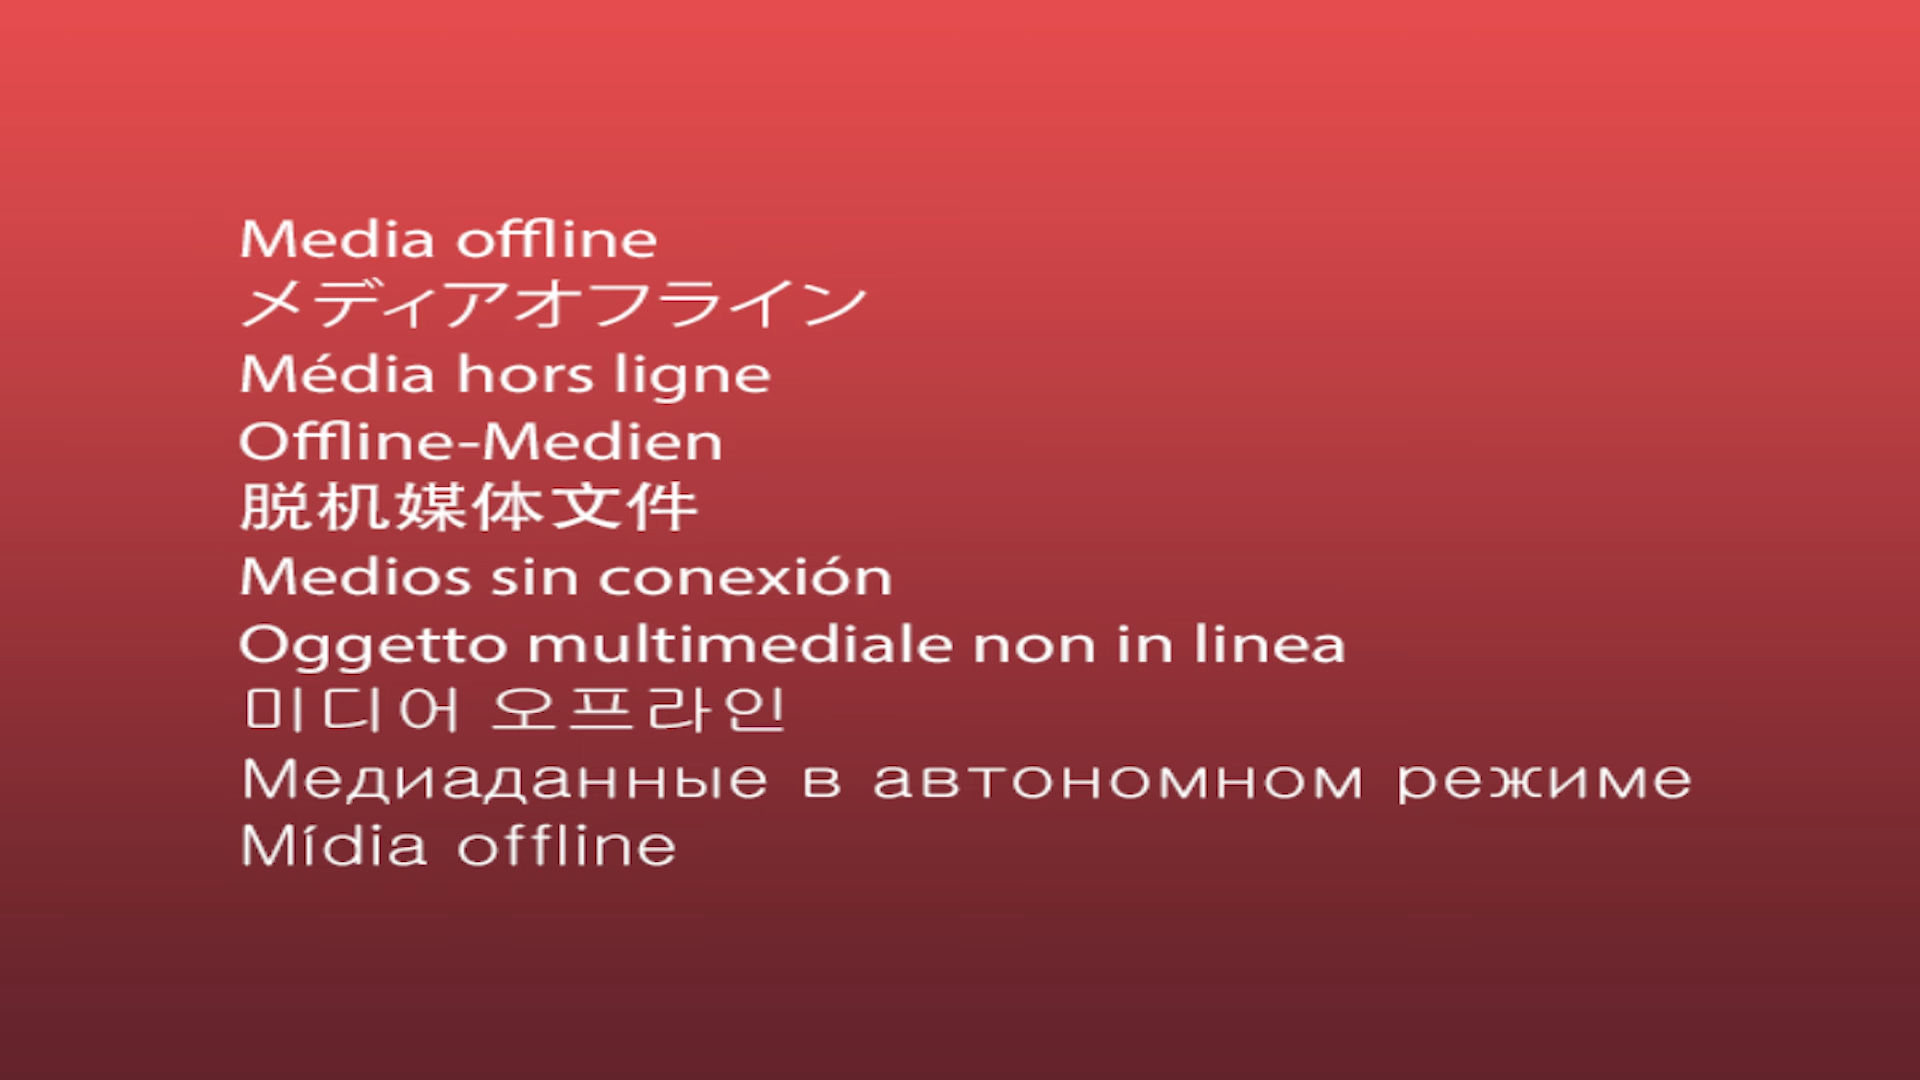 Media offline
メディアオフライン
Média hors ligne
Offline-Medien
脱机媒体文件
Medios sin conexión
Oggetto multimediale non in linea
미디어 오프라인
Медиаданные в автономном режиме
Mídia offline